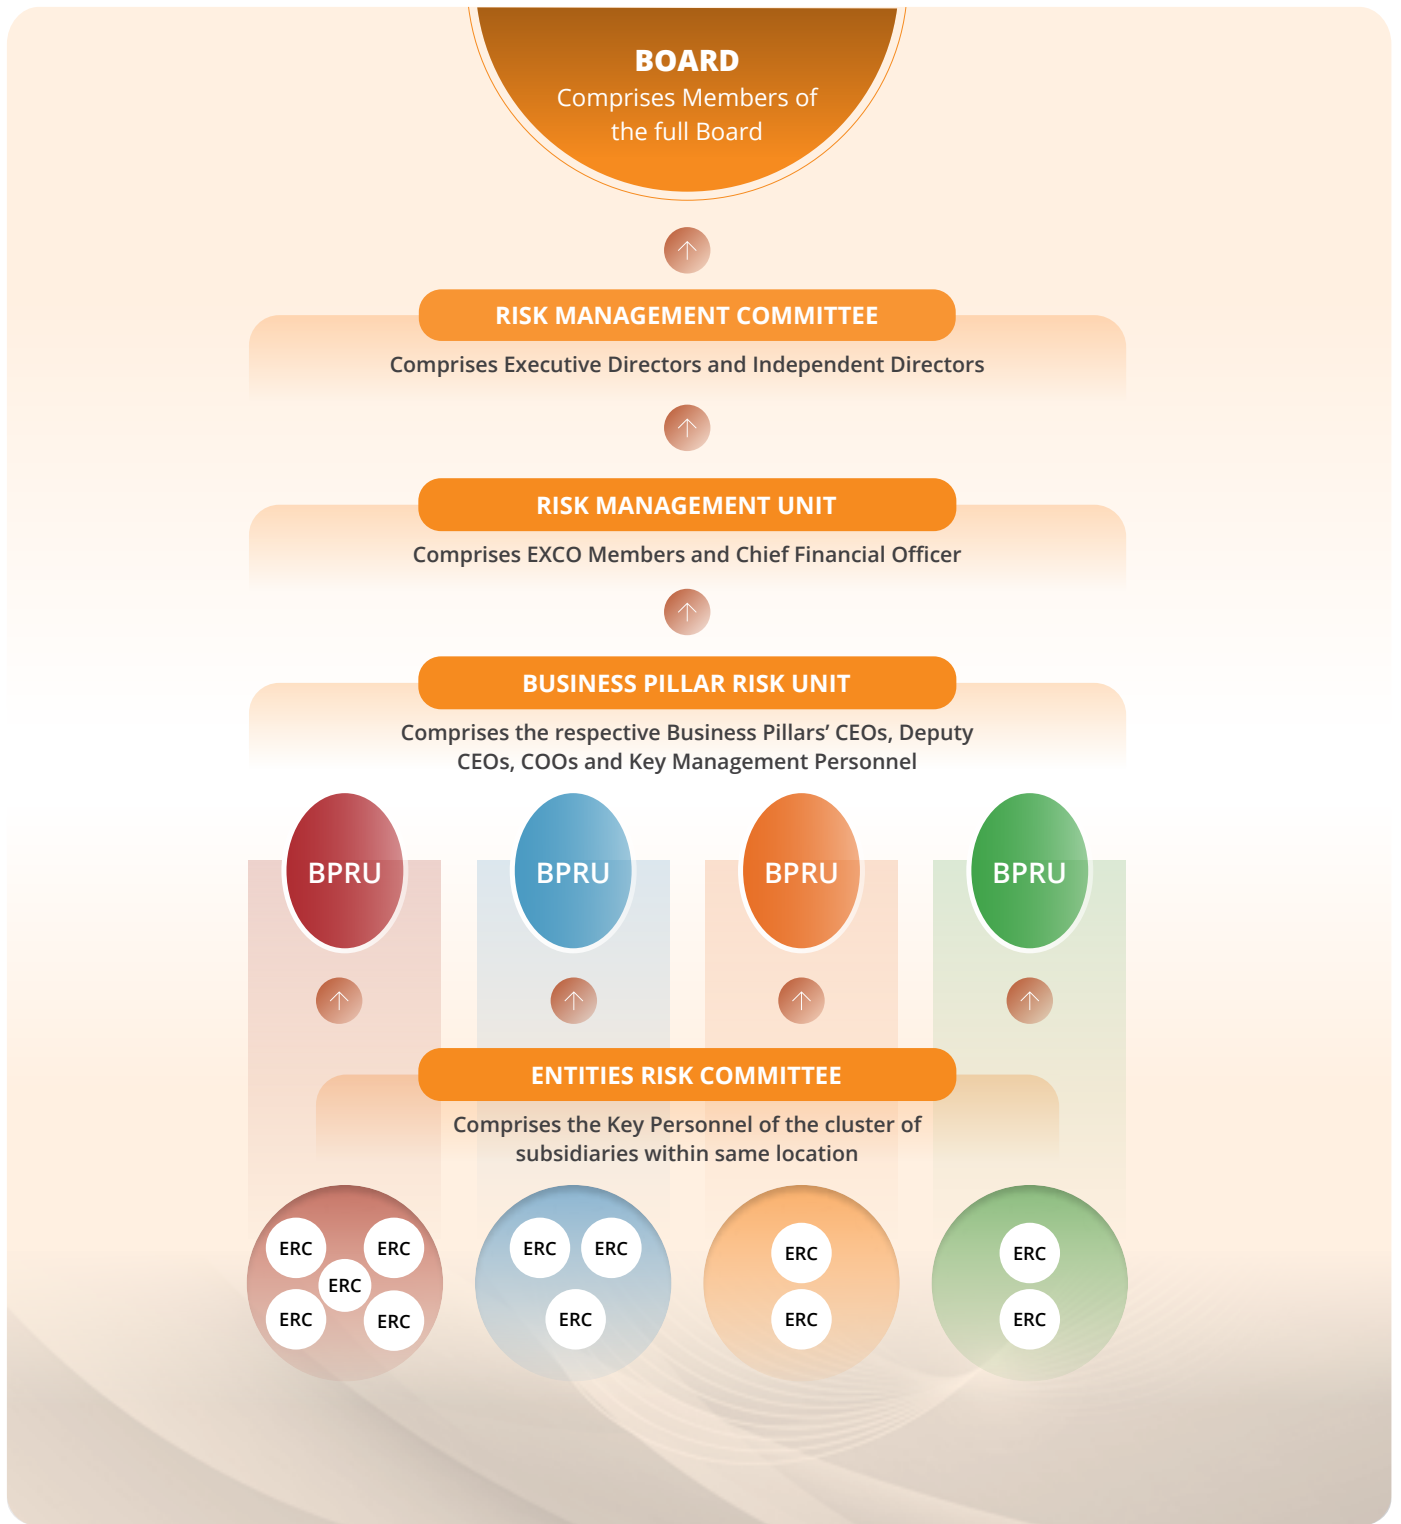 BOARD
Comprises Members of
the full Board
RISK MANAGEMENT COMMITTEE
Comprises Executive Directors and Independent Directors
RISK MANAGEMENT UNIT
Comprises EXCO Members and Chief Financial Officer
BUSINESS PILLAR RISK UNIT
Comprises the respective Business Pillars’ CEOs, Deputy
CEOs, COOs and Key Management Personnel
BPRU
BPRU
BPRU
BPRU
ENTITIES RISK COMMITTEE
Comprises the Key Personnel of the cluster of
subsidiaries within same location
ERC
ERC
ERC
ERC
ERC
ERC
ERC
ERC
ERC
ERC
ERC
ERC